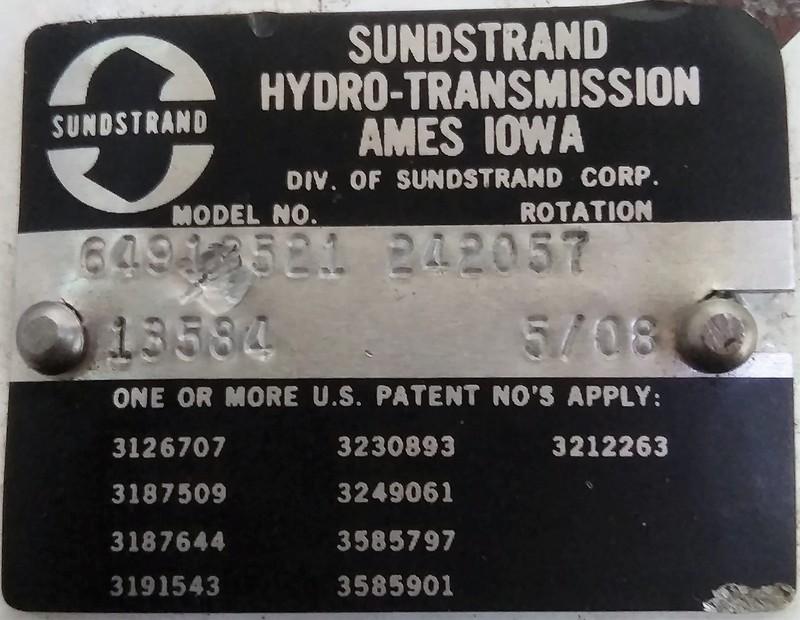 SUNDSTRAND
SUNDSTRAND
HYDRO-TRANSMISSION
AMES IOWA
DIV. OF SUNDSTRAND CORP.
MODEL NO. ROTATION
242057
13584 5/08
ONE OR MORE U.S. PATENT NO'S APPLY:
3126707 3230893 3212263
3187509 3249061
3187644 3585797
3191543 3585901